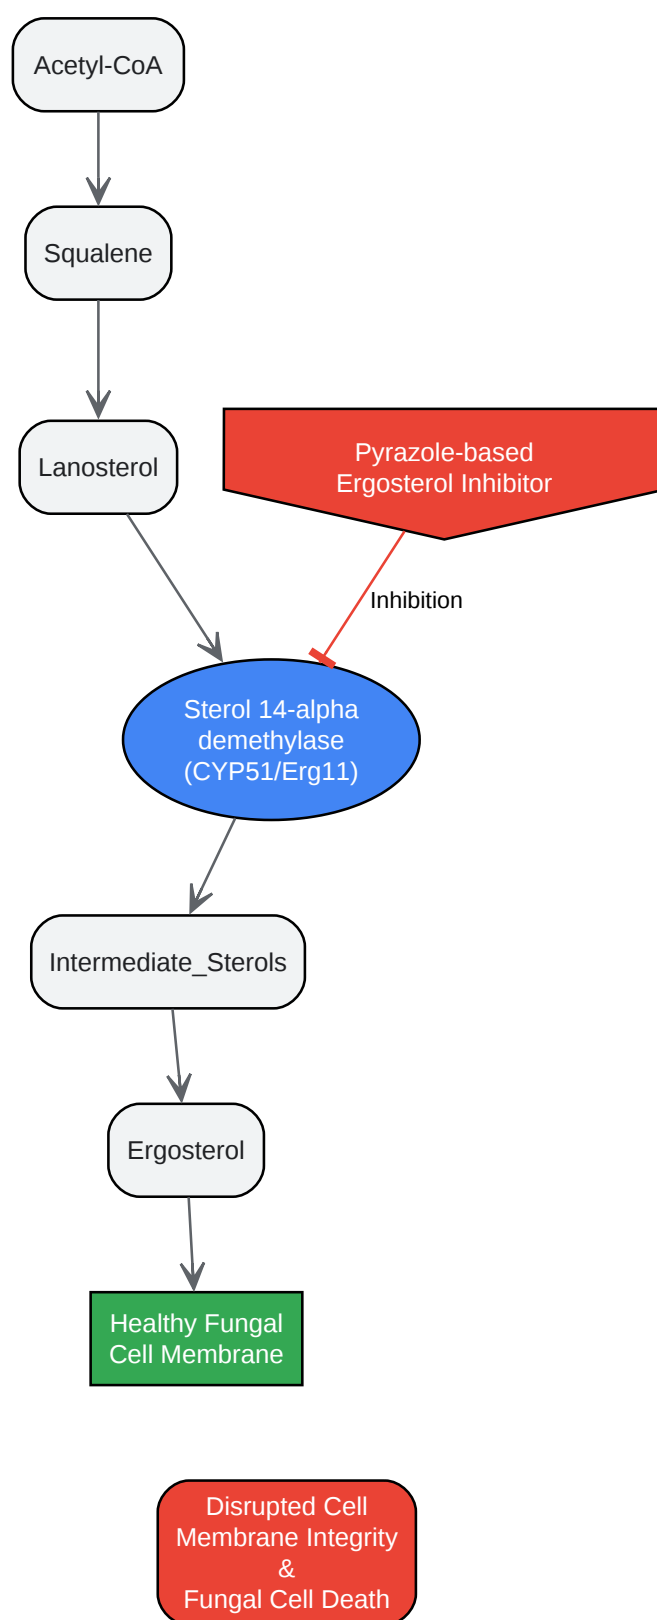 Acetyl-CoA
Squalene
Lanosterol
Pyrazole-based
Ergosterol Inhibitor
Inhibition
Sterol 14-alpha
demethylase
(CYP51/Erg11)
Intermediate_Sterols
Ergosterol
Healthy Fungal
Cell Membrane
Disrupted Cell
Membrane Integrity
&
Fungal Cell Death